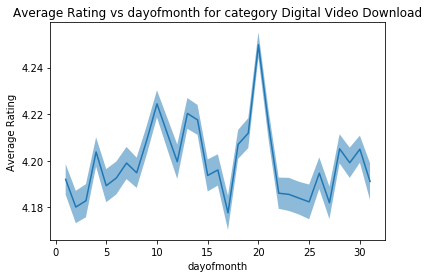 Average Rating vs dayofmonth for category Digital Video Download
Average Rating
4.24
4.22
4.20
4.18
0 5 10 15 20 25 30
dayofmonth